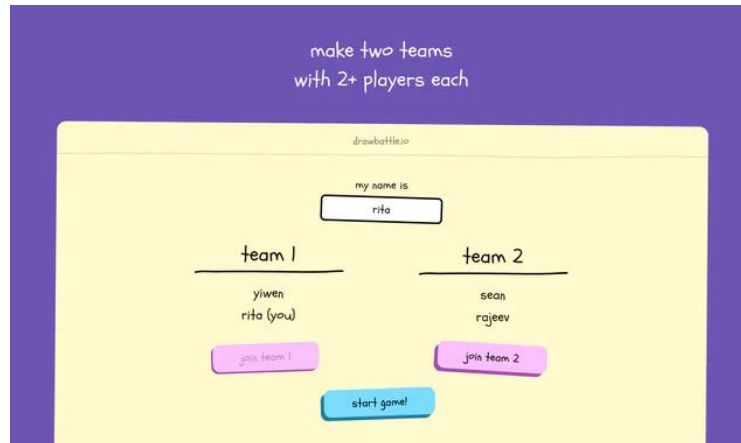 make two teams
with 2+ players each
drawbattle.io
my name is
rita
team 1
team 2
yiwen
sean
rita (you)
rajeev
join team 1
join team 2
start game!